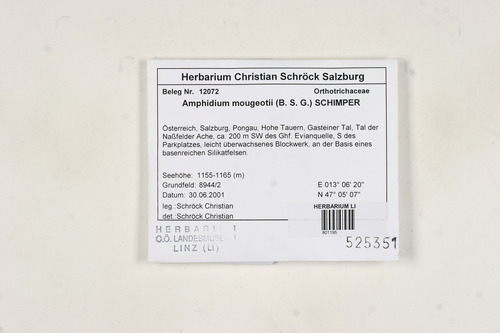 Herbarium Christian Schröck Salzburg
Beleg Nr. 12072 Orthotrichaceae
Amphidium mougeotii (B. S. G.) SCHIMPER
Österreich, Salzburg, Pongau, Hohe Tauern, Gasteiner Tal, Tal der
Naßfelder Ache, ca. 200 m SW des Ghf. Evianquelle, S des
Parkplatzes, leicht überwachsenes Blockwerk, an der Basis eines
basenreichen Silikatfelsen.
Seehöhe: 1155-1165 (m)
Grundfeld: 8944/2 E 013° 06' 20''
Datum: 30.06.2001 N 47° 05' 07''
leg.:Schröck Christian
det.:Schröck Christian
HERBARIUM LI
801195
HERBARI
O.Ö. LANDESMUSE
LINZ (LI)
525351